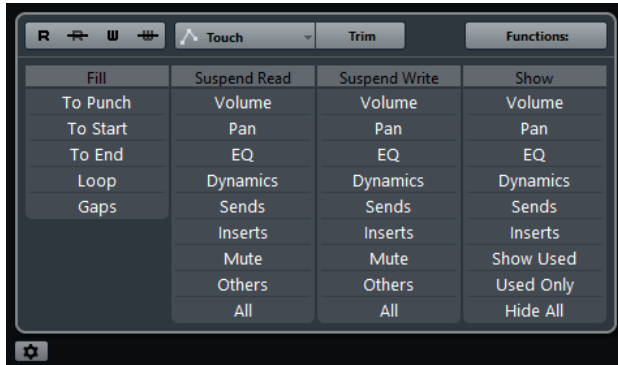 R R W W Touch Trim Functions:
Fill Suspend Read Suspend Write Show
To Punch Volume Volume Volume
To Start Pan Pan Pan
To End EQ EQ EQ
Loop Dynamics Dynamics Dynamics
Gaps Sends Sends Sends
Inserts Inserts Inserts
Mute Mute Show Used
Others Others Used Only
All All Hide All